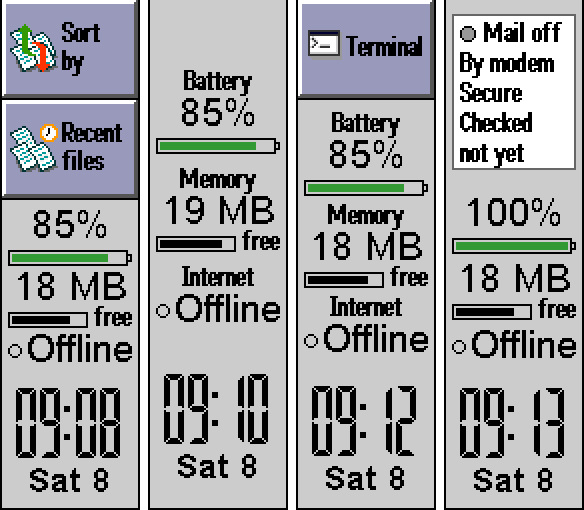 Sort
by
Recent
files
85%
18 MB
free
Offline
09:08
Sat 8
Battery
85%
Memory
19 MB
free
Internet
Offline
09:10
Sat 8
Terminal
Battery
85%
Memory
18 MB
free
Internet
Offline
09:12
Sat 8
Mail off
By modem
Secure
Checked
not yet
100%
18 MB
free
Offline
09:13
Sat 8